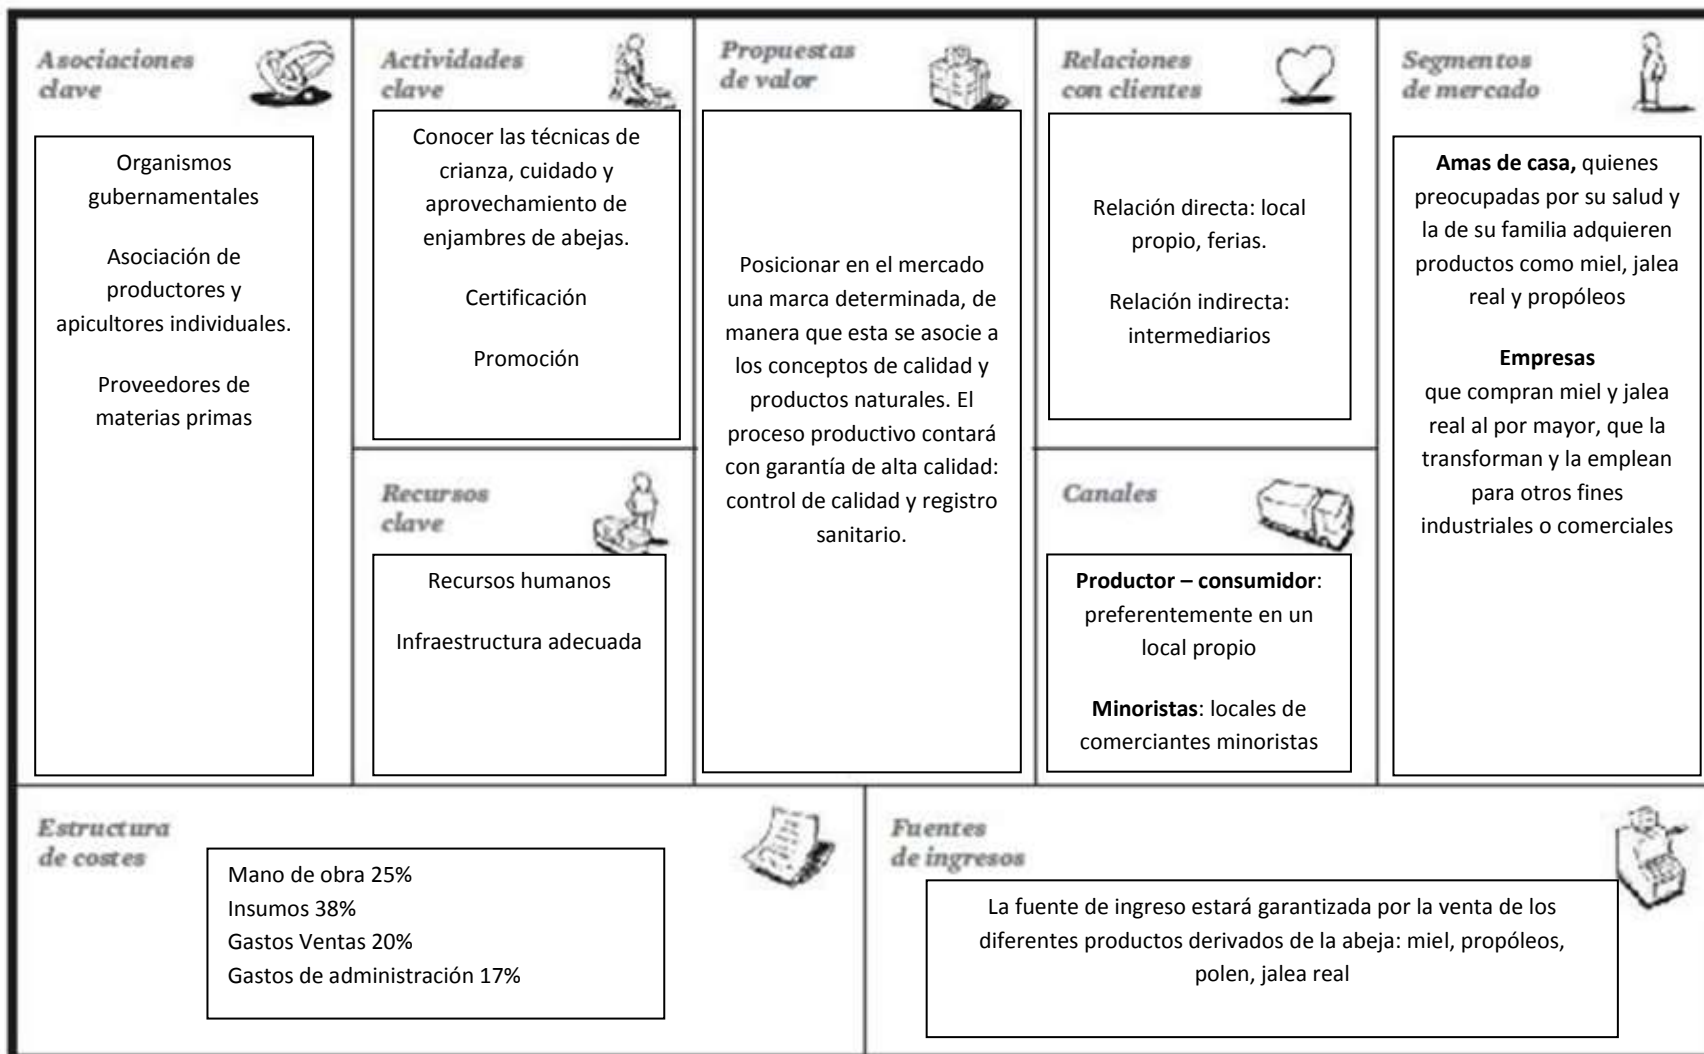 Asociaciones
clave
Organismos
gubernamentales
Asociación de
productores y
apicultores individuales.
Proveedores de
materias primas
Actividades
clave
Conocer las técnicas de
crianza, cuidado y
aprovechamiento de
enjambres de abejas.
Certificación
Promoción
Recursos
clave
Recursos humanos
Infraestructura adecuada
Propuestas
de valor
Posicionar en el mercado
una marca determinada, de
manera que esta se asocie a
los conceptos de calidad y
productos naturales. El
proceso productivo contará
con garantía de alta calidad:
control de calidad y registro
sanitario.
Relaciones
con clientes
Relación directa: local
propio, ferias.
Relación indirecta:
intermediarios
Canales
Productor – consumidor:
preferentemente en un
local propio
Minoristas: locales de
comerciantes minoristas
Segmentos
de mercado
Amas de casa, quienes
preocupadas por su salud y
la de su familia adquieren
productos como miel, jalea
real y propóleos
Empresas
que compran miel y jalea
real al por mayor, que la
transforman y la emplean
para otros fines
industriales o comerciales
Estructura
de costes
Mano de obra 25%
Insumos 38%
Gastos Ventas 20%
Gastos de administración 17%
Fuentes
de ingresos
La fuente de ingreso estará garantizada por la venta de los
diferentes productos derivados de la abeja: miel, propóleos,
polen, jalea real